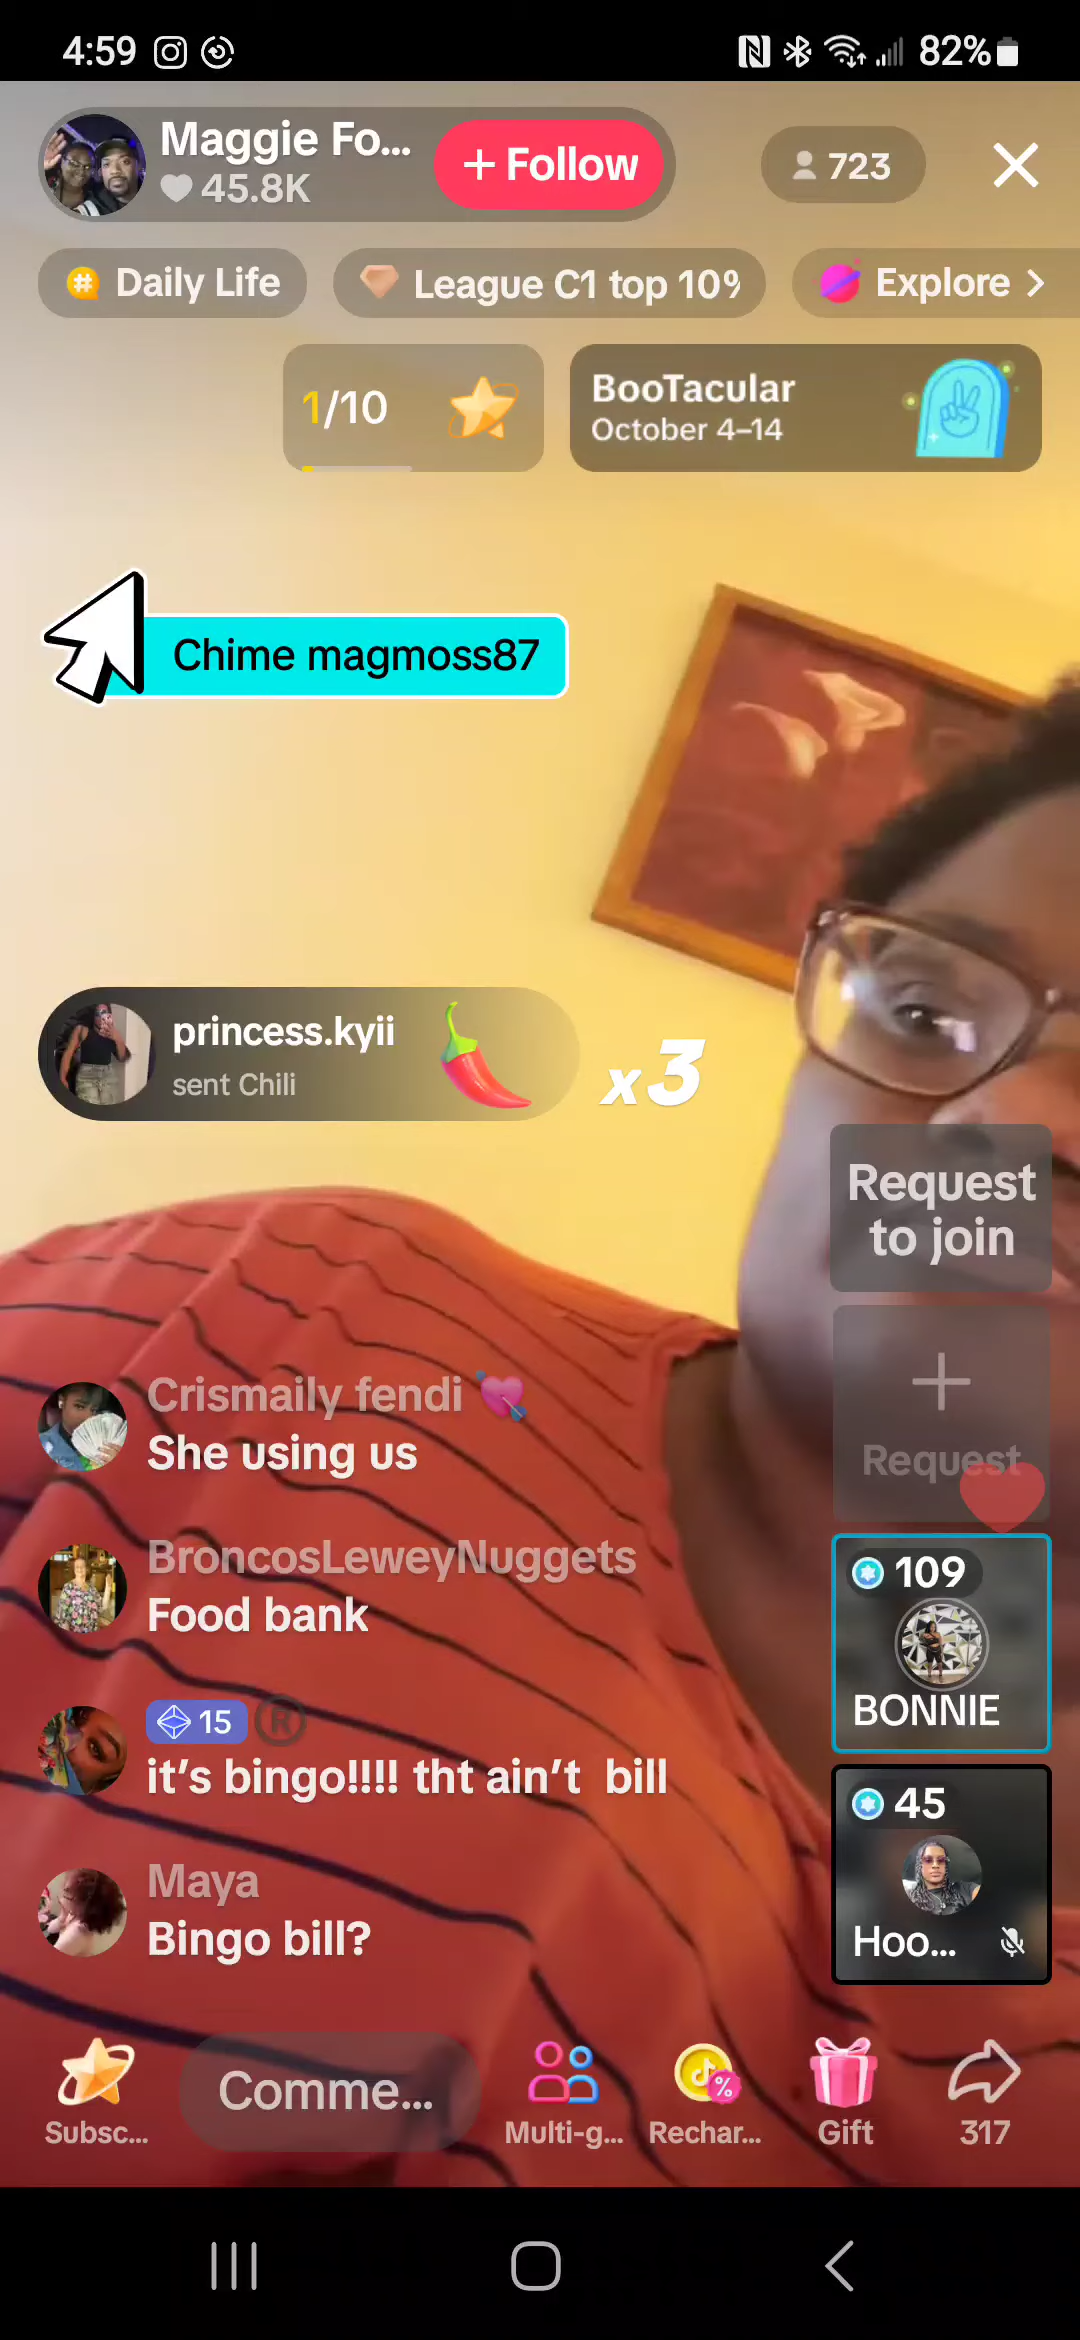 4:59
82%
Maggie Fo...
45.8K
+ Follow
723
Daily Life
League C1 top 10%
Explore >
1/10
BooTacular
October 4–14
Chime magmoss87
princess.kyii
sent Chili
x3
Request
to join
Request
Crismaily fendi
She using us
BroncosLeweyNuggets
Food bank
15 R
it's bingo!!!! tht ain't bill
Maya
Bingo bill?
109
BONNIE
45
Hoo...
Subsc...
Comme...
Multi-g...
Rechar...
Gift
317